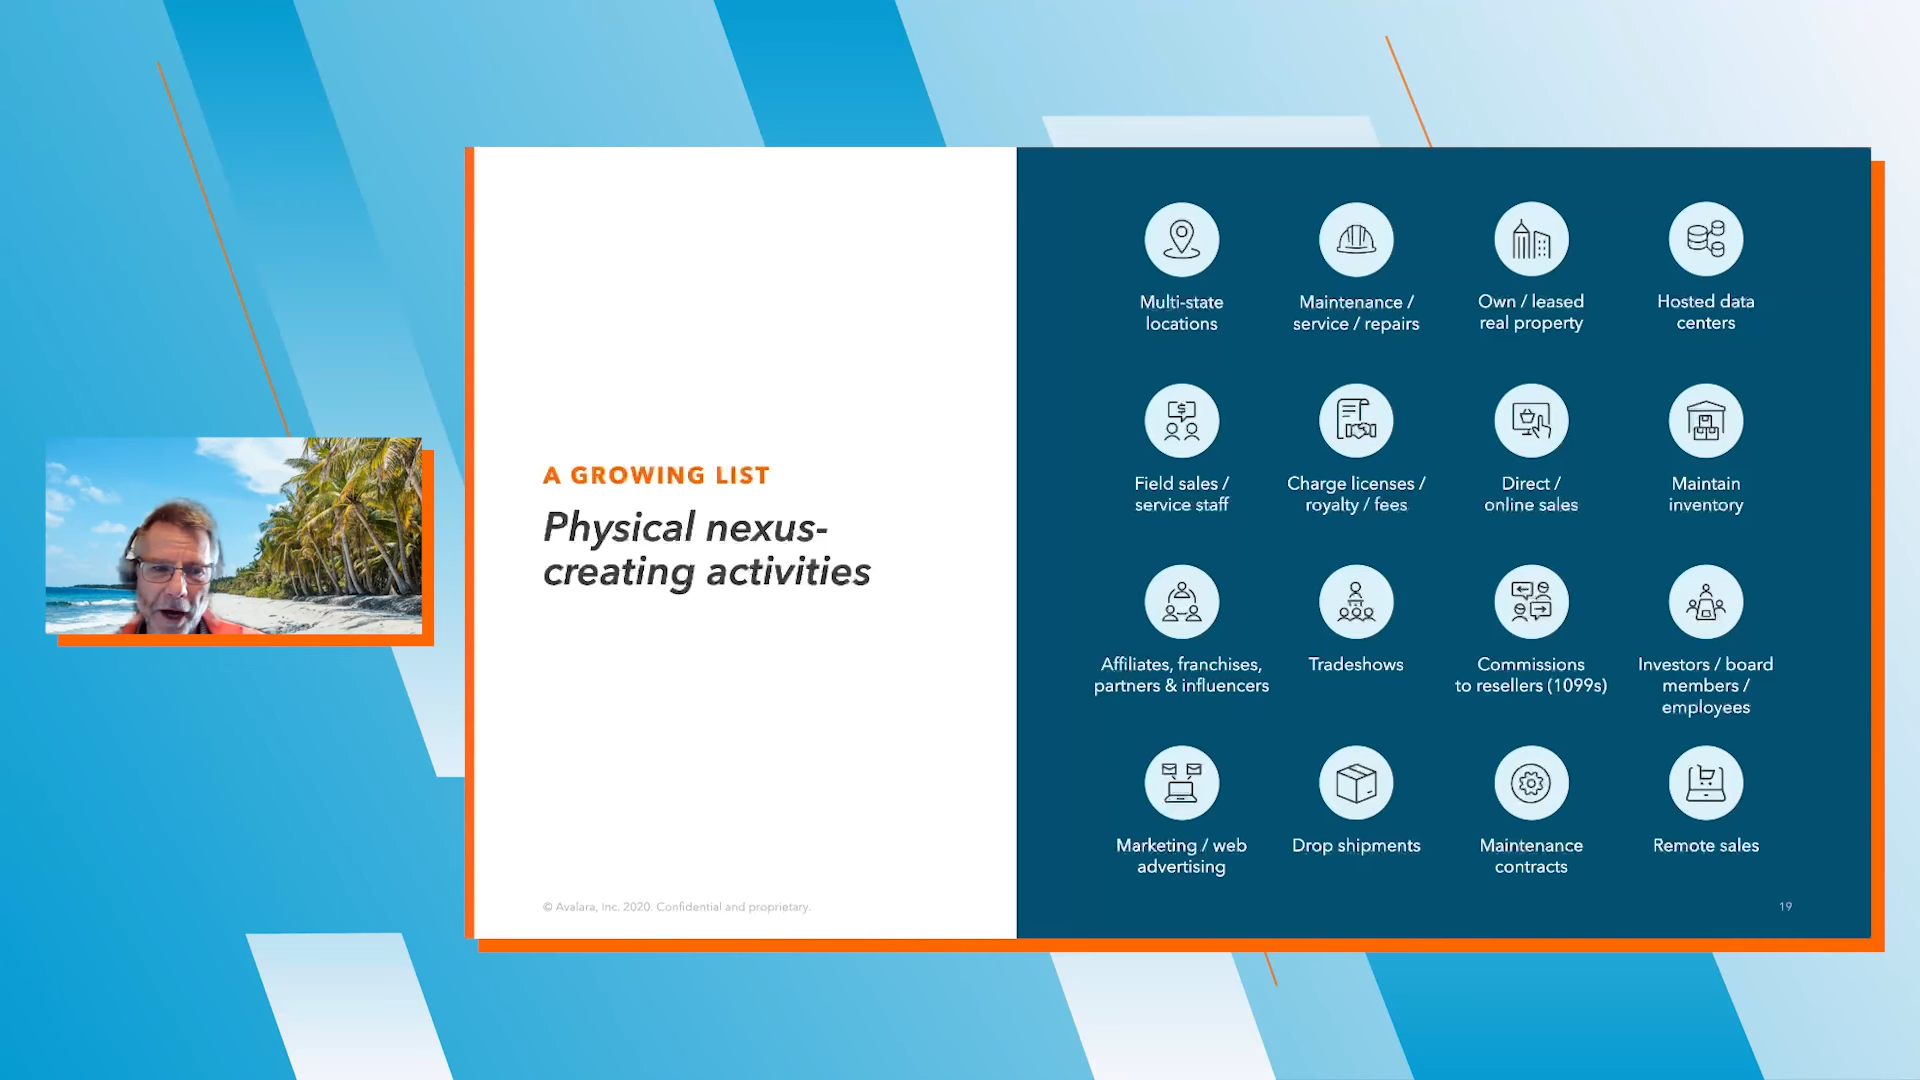 A GROWING LIST
Physical nexus-
creating activities
Multi-state
locations
Maintenance /
service / repairs
Own / leased
real property
Hosted data
centers
Field sales /
service staff
Charge licenses /
royalty / fees
Direct /
online sales
Maintain
inventory
Affiliates, franchises,
partners & influencers
Tradeshows
Commissions
to resellers (1099s)
Investors / board
members /
employees
Marketing / web
advertising
Drop shipments
Maintenance
contracts
Remote sales
© Avalara, Inc. 2020. Confidential and proprietary.
19